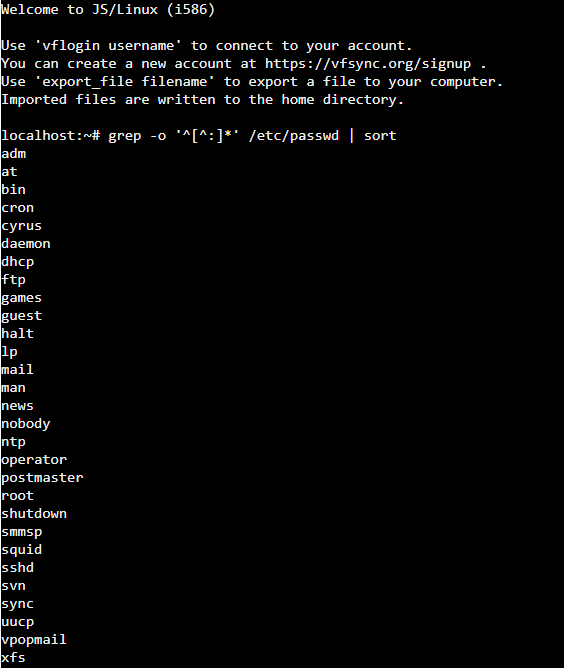 Welcome to JS/Linux (i586)
Use 'vflogin username' to connect to your account.
You can create a new account at https://vfsync.org/signup .
Use 'export_file filename' to export a file to your computer.
Imported files are written to the home directory.
localhost:~# grep -o '^[^:]*' /etc/passwd | sort
adm
at
bin
cron
cyrus
daemon
dhcp
ftp
games
guest
halt
lp
mail
man
news
nobody
ntp
operator
postmaster
root
shutdown
smmsp
squid
sshd
svn
sync
uucp
vpopmail
xfs